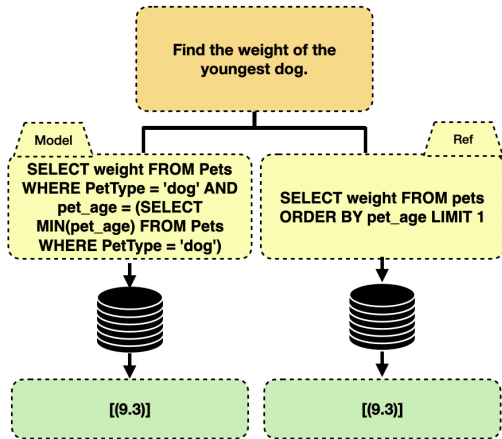 Find the weight of the
youngest dog.
Model
Ref
SELECT weight FROM Pets
WHERE PetType = 'dog' AND
pet_age = (SELECT
MIN(pet_age) FROM Pets
WHERE PetType = 'dog')
SELECT weight FROM pets
ORDER BY pet_age LIMIT 1
[(9.3)]
[(9.3)]